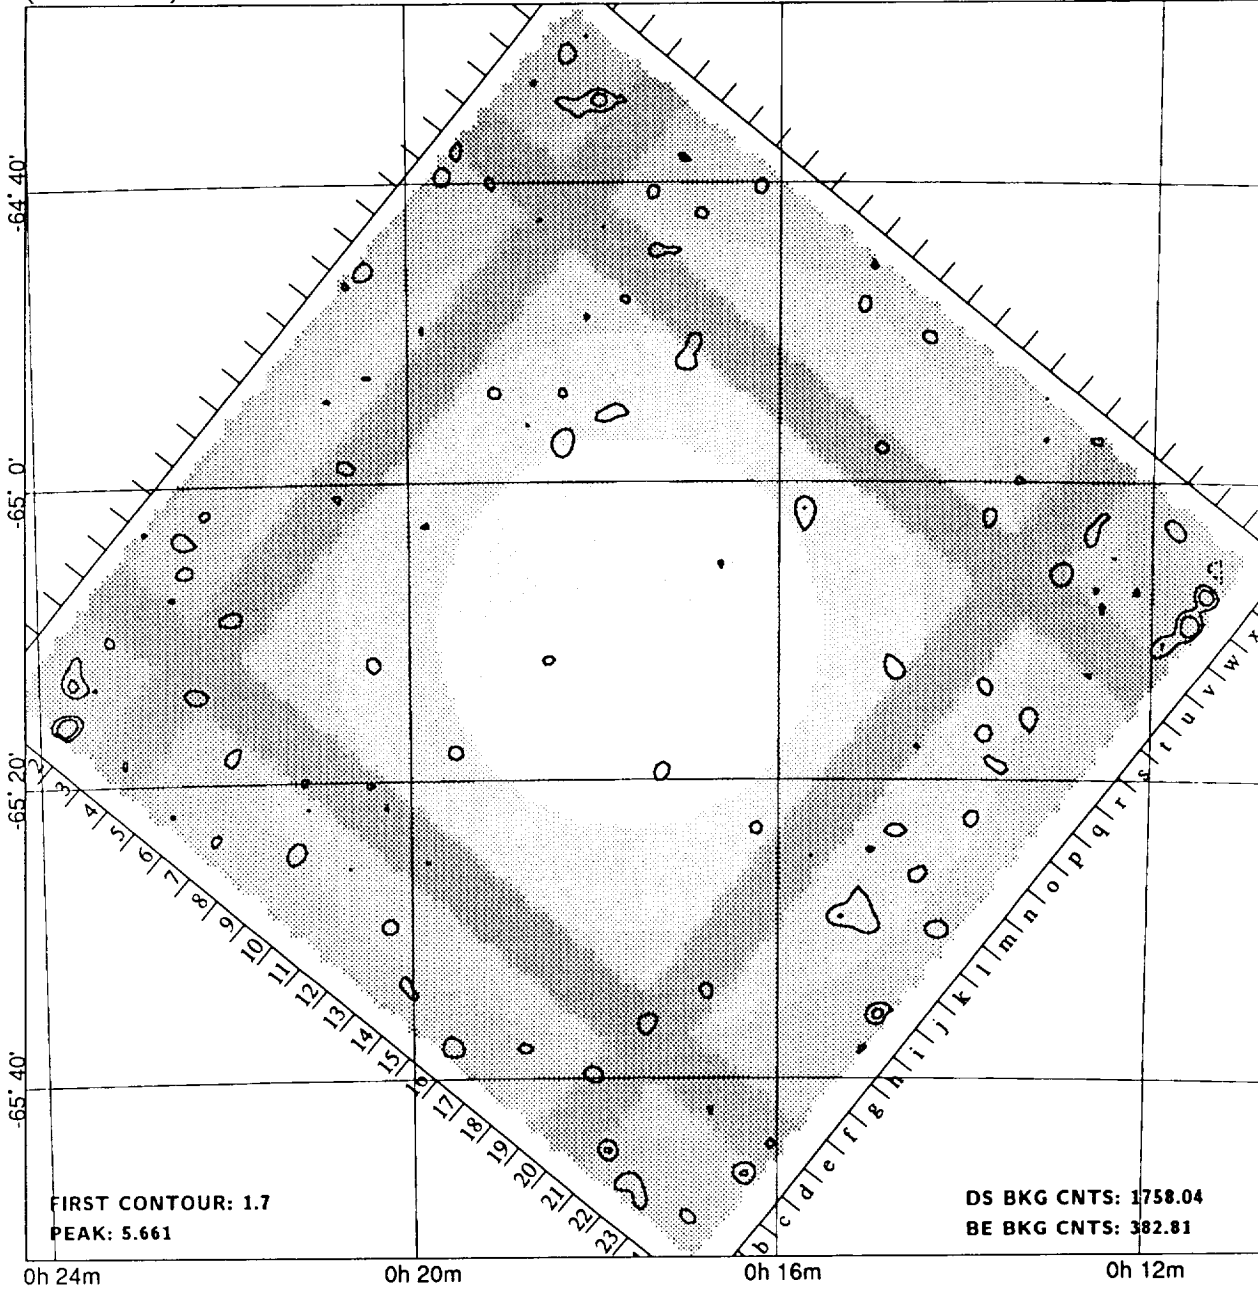 -64° 40'
-65° 0'
-65° 20'
-65° 40'
2 3 4 5 6 7 8 9 10 11 12 13 14 15 16 17 18 19 20 21 22 23
b c d e f g h i j k l m n o p q r s t u v w x
FIRST CONTOUR: 1.7
PEAK: 5.661
DS BKG CNTS: 1758.04
BE BKG CNTS: 382.81
0h 24m 0h 20m 0h 16m 0h 12m